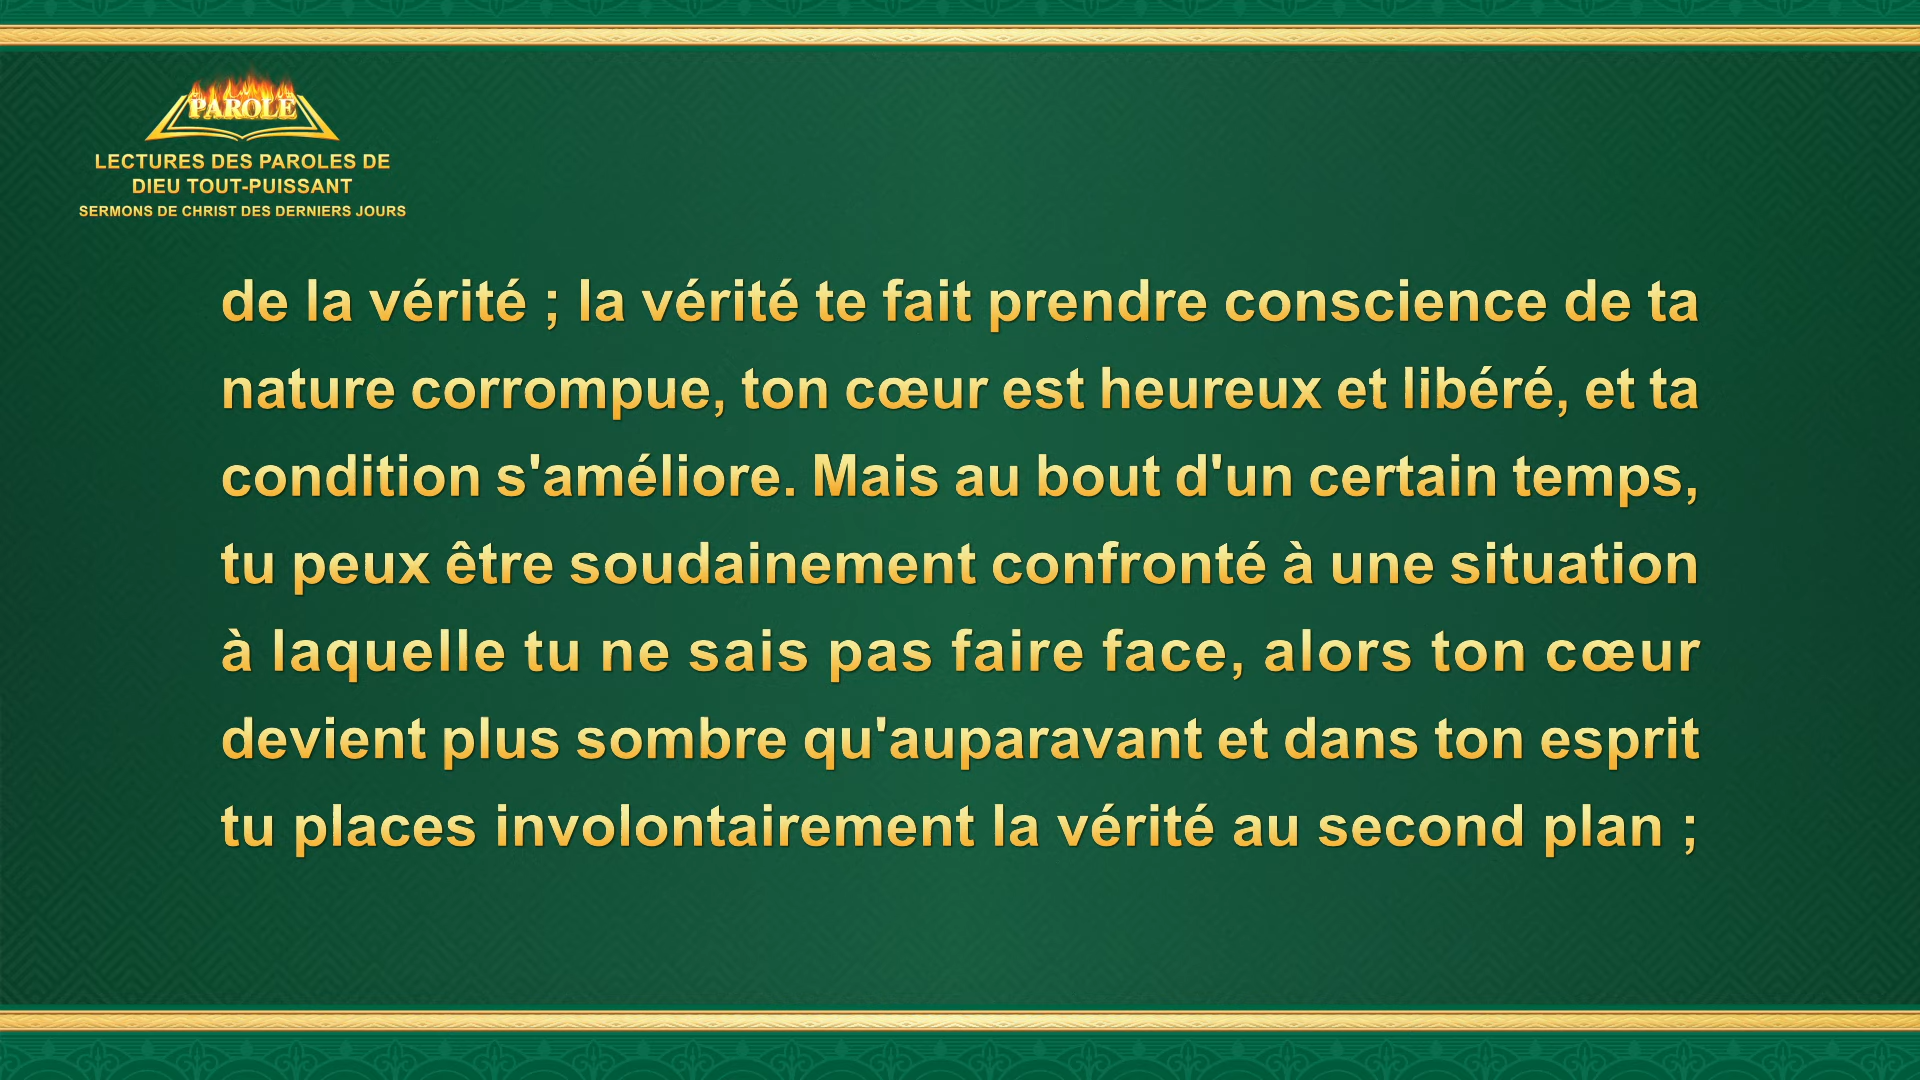 PAROLE
LECTURES DES PAROLES DE
DIEU TOUT-PUISSANT
SERMONS DE CHRIST DES DERNIERS JOURS
de la vérité ; la vérité te fait prendre conscience de ta
nature corrompue, ton cœur est heureux et libéré, et ta
condition s'améliore. Mais au bout d'un certain temps,
tu peux être soudainement confronté à une situation
à laquelle tu ne sais pas faire face, alors ton cœur
devient plus sombre qu'auparavant et dans ton esprit
tu places involontairement la vérité au second plan ;